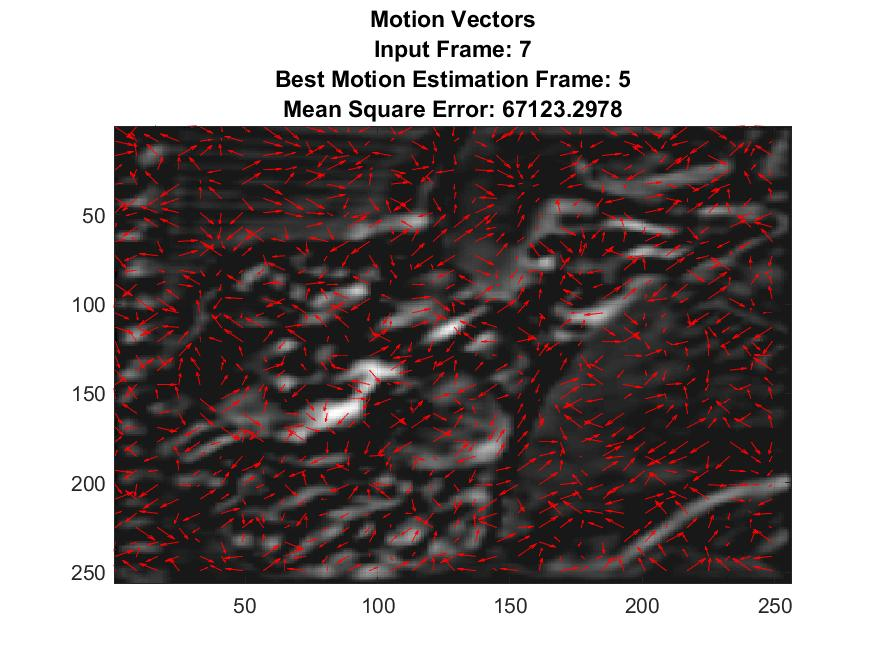 Motion Vectors
Input Frame: 7
Best Motion Estimation Frame: 5
Mean Square Error: 67123.2978
50
100
150
200
250
50
100
150
200
250